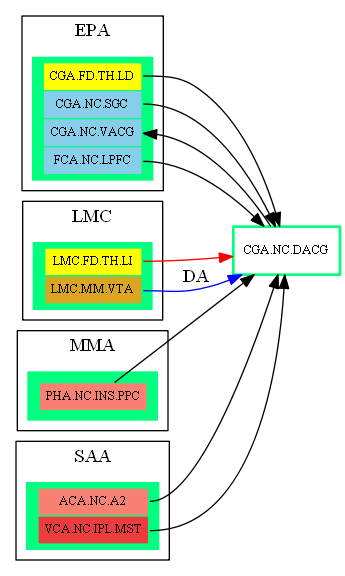 EPA
CGA.FD.TH.LD
CGA.NC.SGC
CGA.NC.VACG
FCA.NC.LPFC
LMC
LMC.FD.TH.LI
LMC.MM.VTA
DA
CGA.NC.DACG
MMA
PHA.NC.INS.PPC
SAA
ACA.NC.A2
VCA.NC.IPL.MST